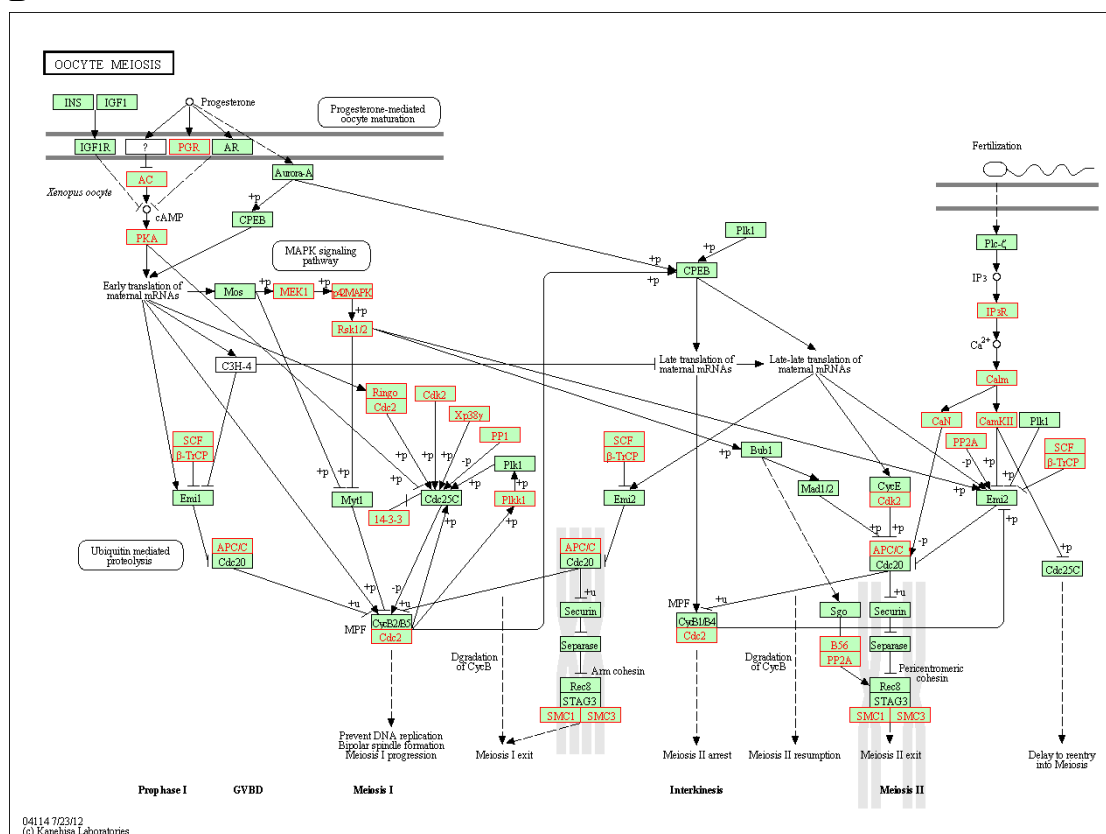 OOCYTE MEIOSIS
INS
IGF1
Progesterone
Progesterone-mediated
oocyte maturation
IGF1R
?
PGR
AR
Fertilization
Xenopus oocyte
AC
Aurora-A
cAMP
+p
CPEB
Plk1
PKA
MAPK signaling
pathway
+p
+p
+p
CPEB
Plc-ζ
IP3
Early translation of
maternal mRNAs
Mos
+p
MEK1
+p
p42MAPK
+p
Rsk1/2
IP3R
Ca2+
C3H-4
Late translation of
maternal mRNAs
Late-late translation of
maternal mRNAs
Calm
Ringo
Cdc2
Cdk2
Xp38γ
PP1
CaN
CamKII
Plk1
PP2A
SCF
β-TrCP
+p
+p
+p
+p
+p
-p
Plk1
SCF
β-TrCP
+p
Bub1
+p
+p
-p
+p
+p
SCF
β-TrCP
+p
Emi1
+p
+p
Myt1
+p
Cdc25C
+p
Plkk1
Emi2
Mad1/2
CycE
Cdk2
+p
+p
Emi2
14-3-3
+p
+p
+p
+p
+p
Ubiquitin mediated
proteolysis
APC/C
Cdc20
APC/C
Cdc20
APC/C
Cdc20
-p
+p
Cdc25C
+u
+p
-p
+u
+u
+u
+u
MPF
CycB2/B5
Cdc2
Securin
MPF
CycB1/B4
Cdc2
Sgo
Securin
Separase
B56
PP2A
Separase
Dgradation
of CycB
Arm cohesin
Dgradation
of CycB
Pericentromeric
cohesin
Rec8
STAG3
SMC1
SMC3
Rec8
STAG3
SMC1
SMC3
Prevent DNA replication
Bipolar spindle formation
Meiosis I progression
Meiosis I exit
Meiosis II arrest
Meiosis II resumption
Meiosis II exit
Delay to reentry
into Meiosis
Prophase I
GVBD
Meiosis I
Interkinesis
Meiosis II
04114 7/23/12
(c) Kanehisa Laboratories